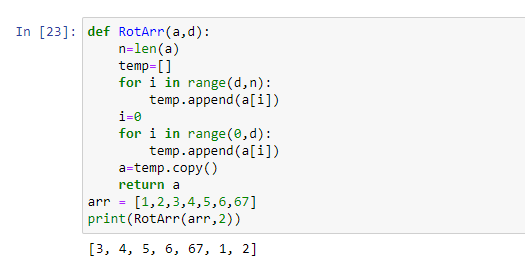 In [23]: def RotArr(a,d):
    n=len(a)
    temp=[]
    for i in range(d,n):
        temp.append(a[i])
    i=0
    for i in range(0,d):
        temp.append(a[i])
    a=temp.copy()
    return a
arr = [1,2,3,4,5,6,67]
print(RotArr(arr,2))
[3, 4, 5, 6, 67, 1, 2]